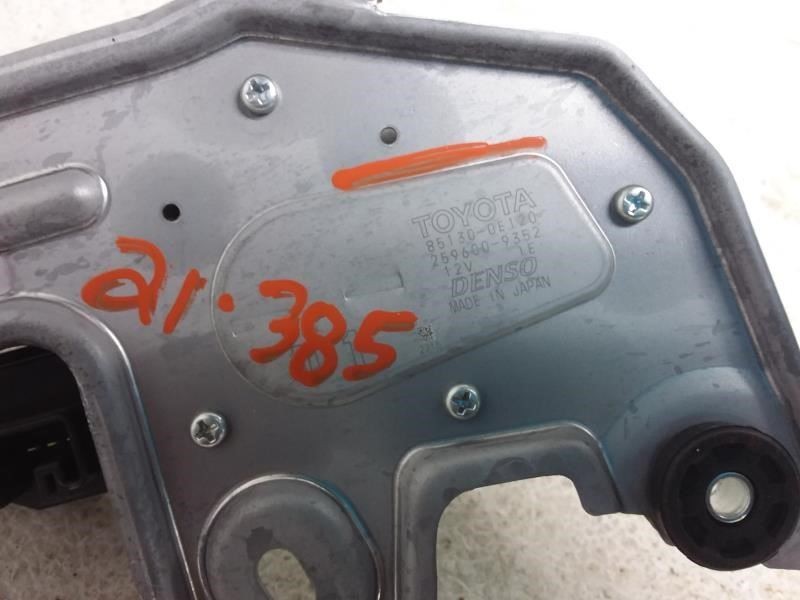 TOYOTA
85130-0E120
259600-9352
12V 1E
DENSO
MADE IN JAPAN
21.385